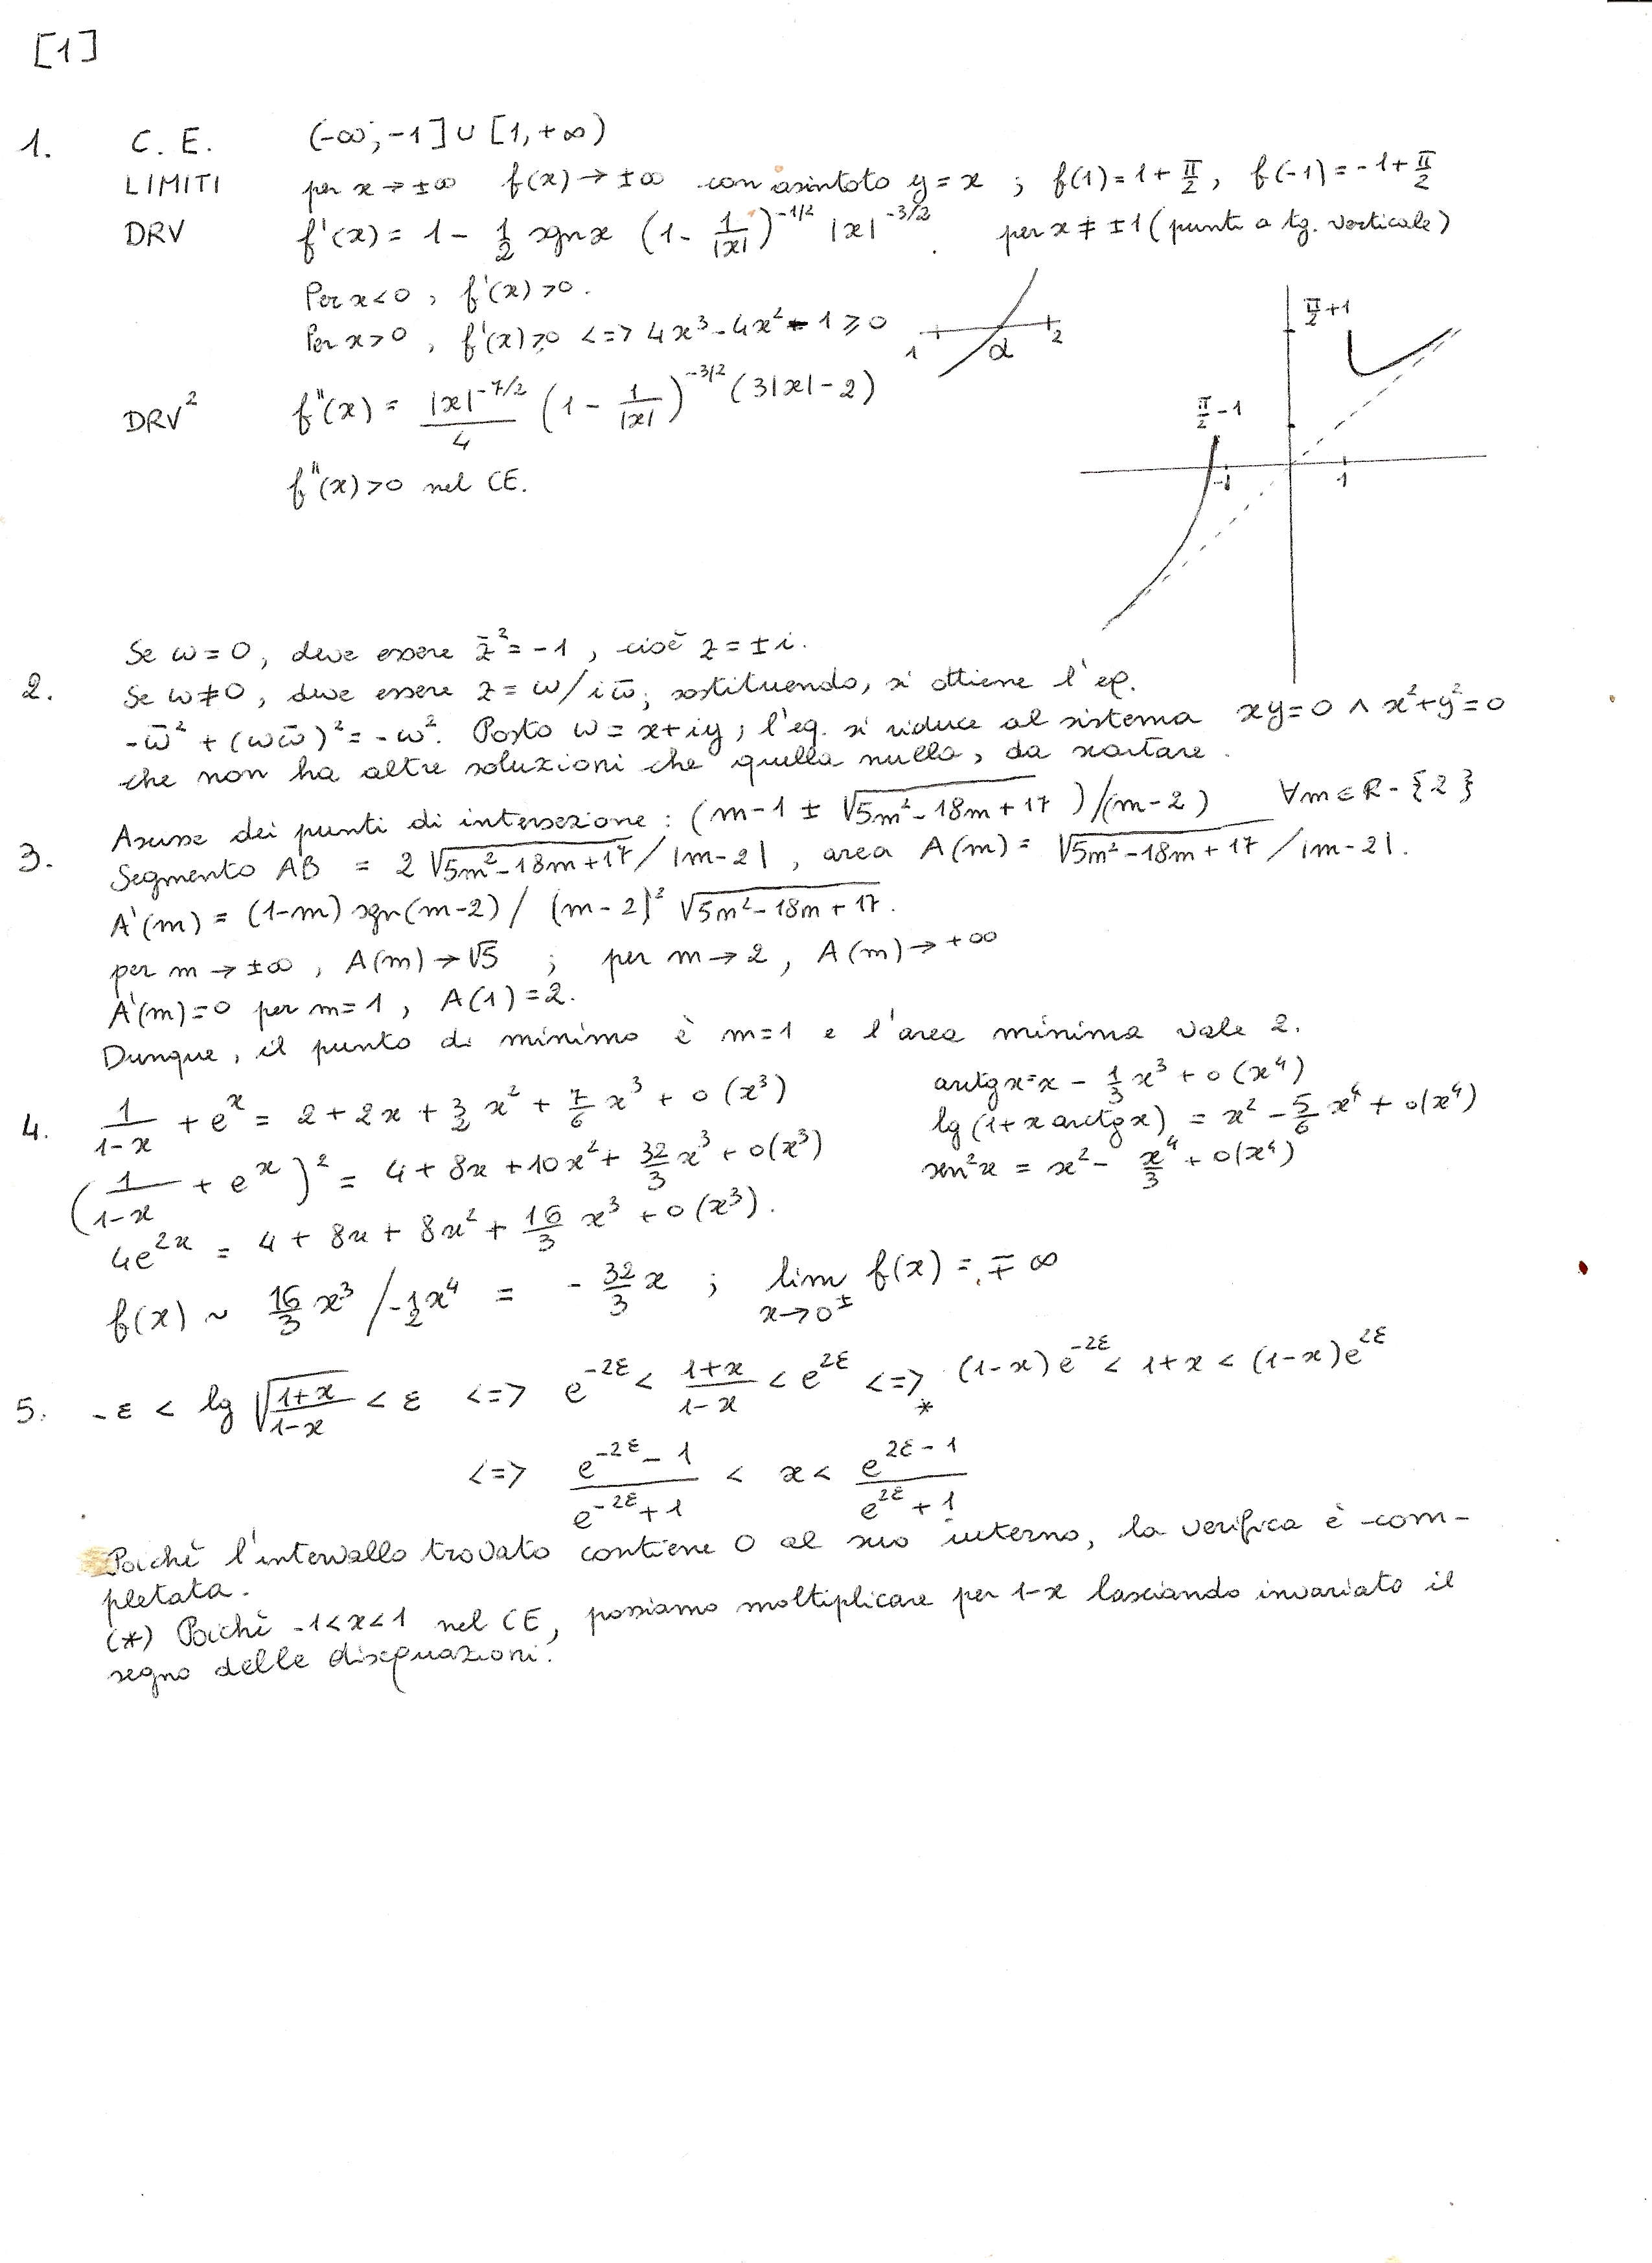 [1]
1. C. E. (-∞, -1] ∪ [1, +∞)
LIMITI per x → ±∞ f(x) → ±∞ con asintoto y = x ; f(1) = 1 + π/2, f(-1) = -1 + π/2
DRV f'(x) = 1 - 1/2 sgn x (1 - 1/|x|)^-1/2 |x|^-3/2 . per x ≠ ±1 (punti a tg. verticale)
Per x < 0, f'(x) > 0.
Per x > 0, f'(x) ≥ 0 <=> 4x³ - 4x² - 1 ≥ 0
1 α 2
DRV² f"(x) = |x|^-7/2 / 4 (1 - 1/|x|)^-3/2 (3|x| - 2)
f"(x) > 0 nel CE.
π/2 + 1
π/2 - 1
-1 1
Se w = 0, deve essere z̄² = -1, cioè z = ± i.
2. Se w ≠ 0, deve essere z = w/i w̄; sostituendo, si ottiene l'eq.
- w̄² + (w w̄)² = - w². Posto w = x + iy, l'eq. si riduce al sistema xy = 0 ∧ x² + y² = 0
che non ha altre soluzioni che quella nulla, da scartare.
3. Ascisse dei punti di intersezione : (m - 1 ± √(5m² - 18m + 17) )/(m - 2) ∀m ∈ R - {2}
Segmento AB = 2 √(5m² - 18m + 17) / |m - 2|, area A(m) = √(5m² - 18m + 17) / |m - 2|.
A'(m) = (1-m) sgn(m-2) / (m-2)² √(5m² - 18m + 17).
per m → ±∞, A(m) → √5 ; per m → 2, A(m) → +∞
A'(m) = 0 per m = 1, A(1) = 2.
Dunque, il punto di minimo è m = 1 e l'area minima vale 2.
4. 1/(1-x) + e^x = 2 + 2x + 3/2 x² + 7/6 x³ + o(x³) arctg x = x - 1/3 x³ + o(x⁴)
(1/(1-x) + e^x)² = 4 + 8x + 10x² + 32/3 x³ + o(x³) lg(1 + x arctg x) = x² - 5/6 x⁴ + o(x⁴)
4e^2x = 4 + 8x + 8x² + 16/3 x³ + o(x³). sen²x = x² - x⁴/3 + o(x⁴)
f(x) ~ 16/3 x³ / -1/2 x⁴ = - 32/3 x ; lim x→0± f(x) = ∓ ∞
5. -ε < lg √((1+x)/(1-x)) < ε <=> e^-2ε < (1+x)/(1-x) < e^2ε <=>* (1-x) e^-2ε < 1+x < (1-x) e^2ε
<=> (e^-2ε - 1)/(e^-2ε + 1) < x < (e^2ε - 1)/(e^2ε + 1)
Poichè l'intervallo trovato contiene 0 al suo interno, la verifica è com-
pletata.
(*) Poichè -1<x<1 nel CE, possiamo moltiplicare per 1-x lasciando invariato il
segno delle disequazioni.